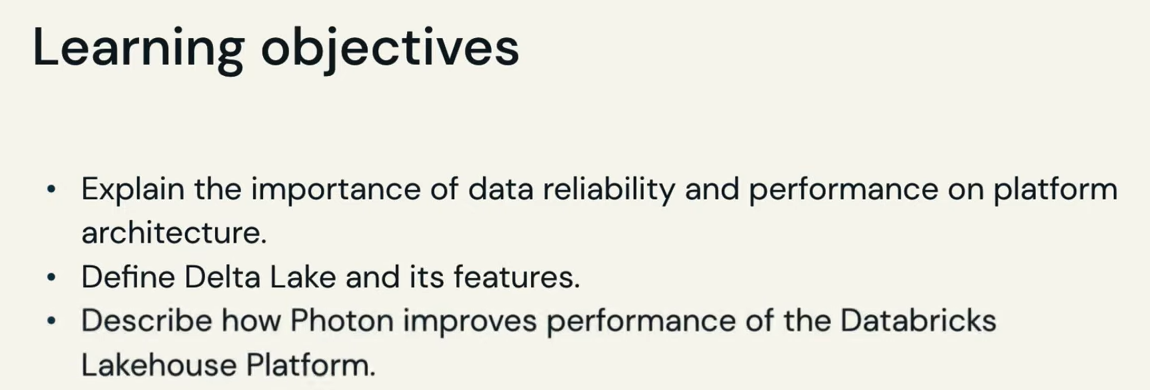 Learning objectives
• Explain the importance of data reliability and performance on platform
architecture.
• Define Delta Lake and its features.
• Describe how Photon improves performance of the Databricks
Lakehouse Platform.